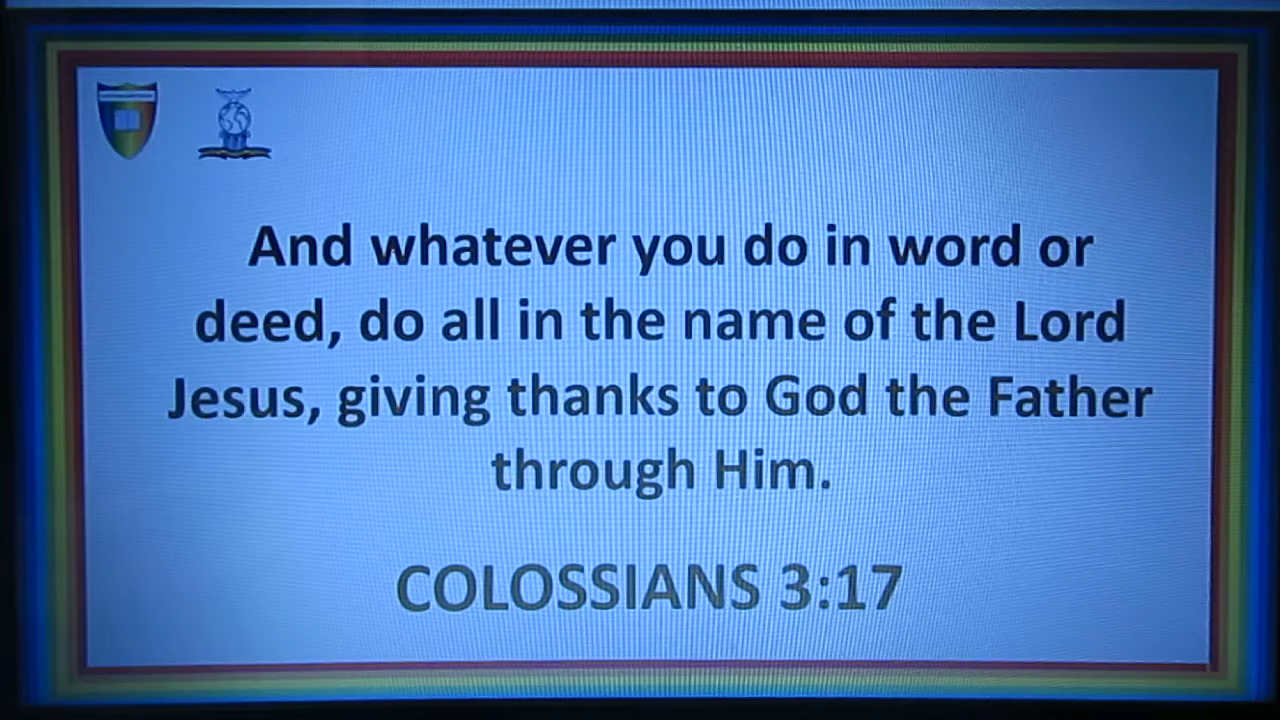 And whatever you do in word or
deed, do all in the name of the Lord
Jesus, giving thanks to God the Father
through Him.
COLOSSIANS 3:17